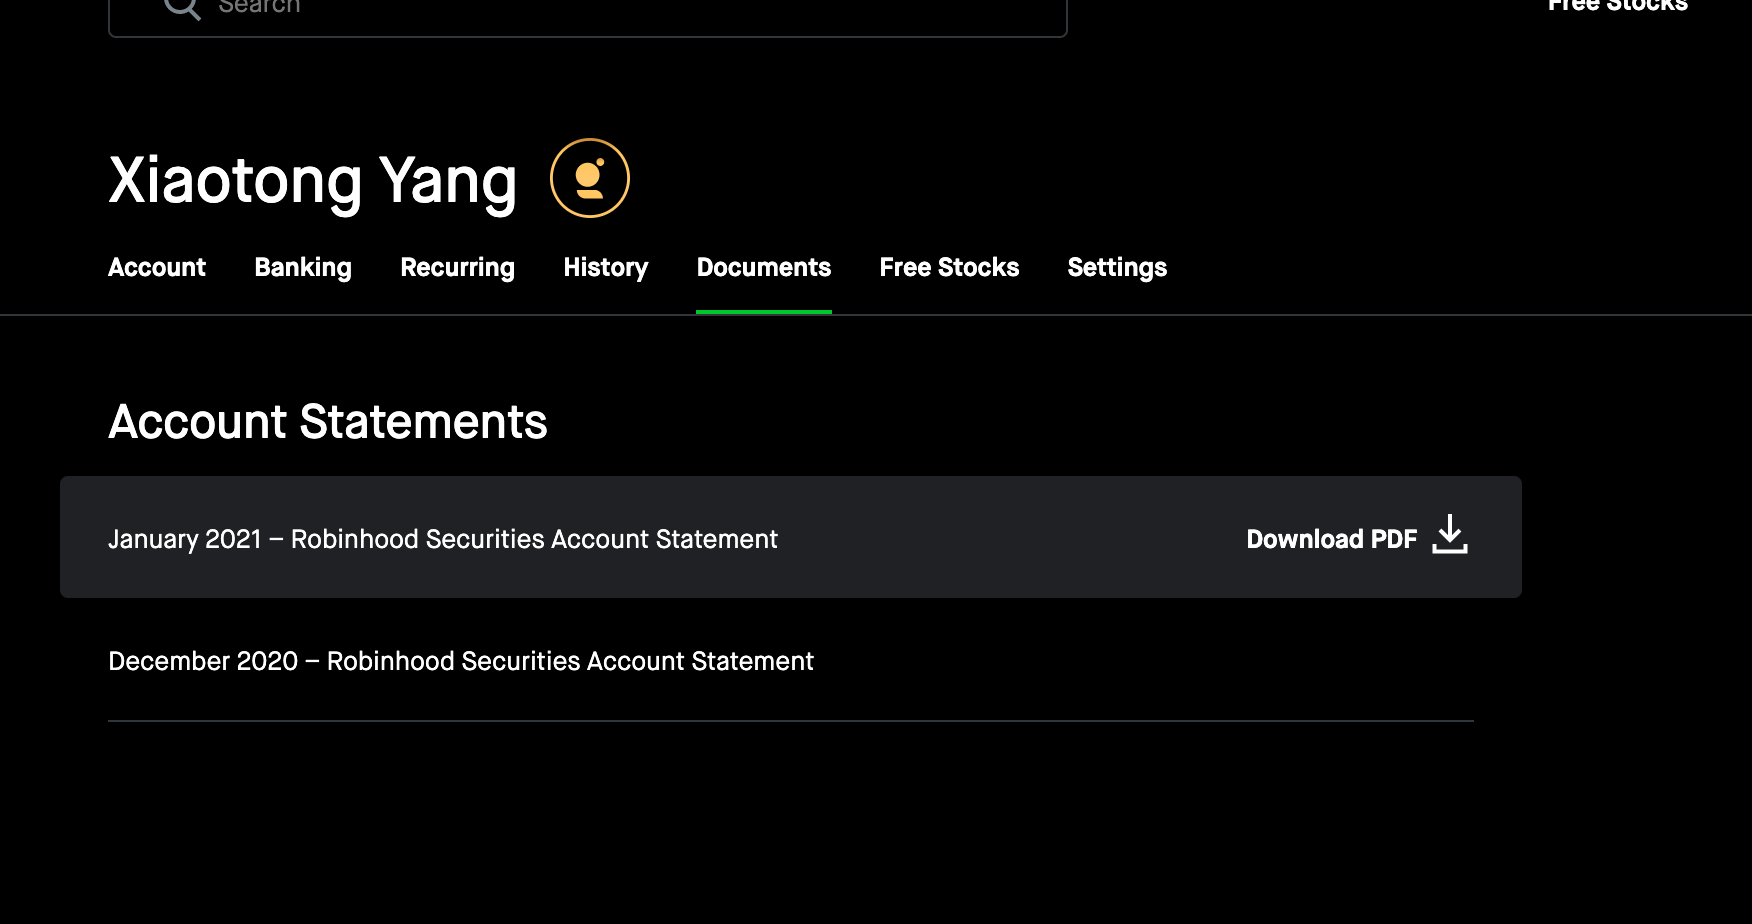 Search
Free Stocks
Xiaotong Yang
Account Banking Recurring History Documents Free Stocks Settings
Account Statements
January 2021 – Robinhood Securities Account Statement Download PDF
December 2020 – Robinhood Securities Account Statement